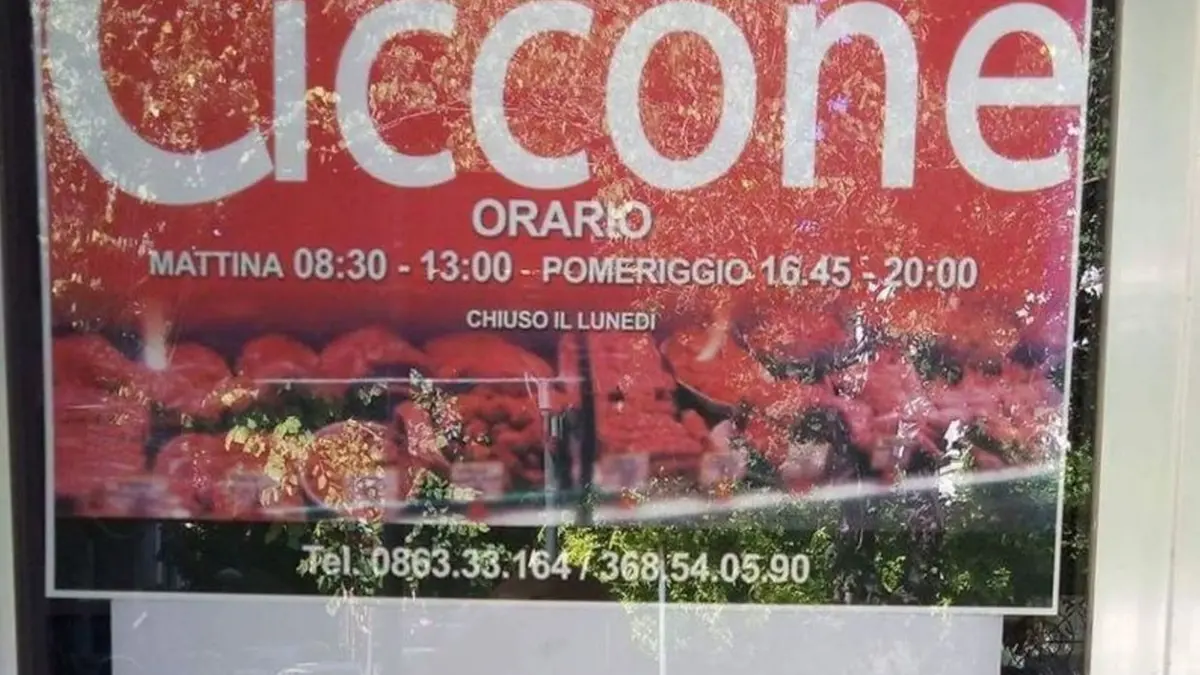 Ciccone
ORARIO
MATTINA 08:30 - 13:00 - POMERIGGIO 16.45 - 20:00
CHIUSO IL LUNEDÌ
Tel. 0863.33.164 / 368.54.05.90